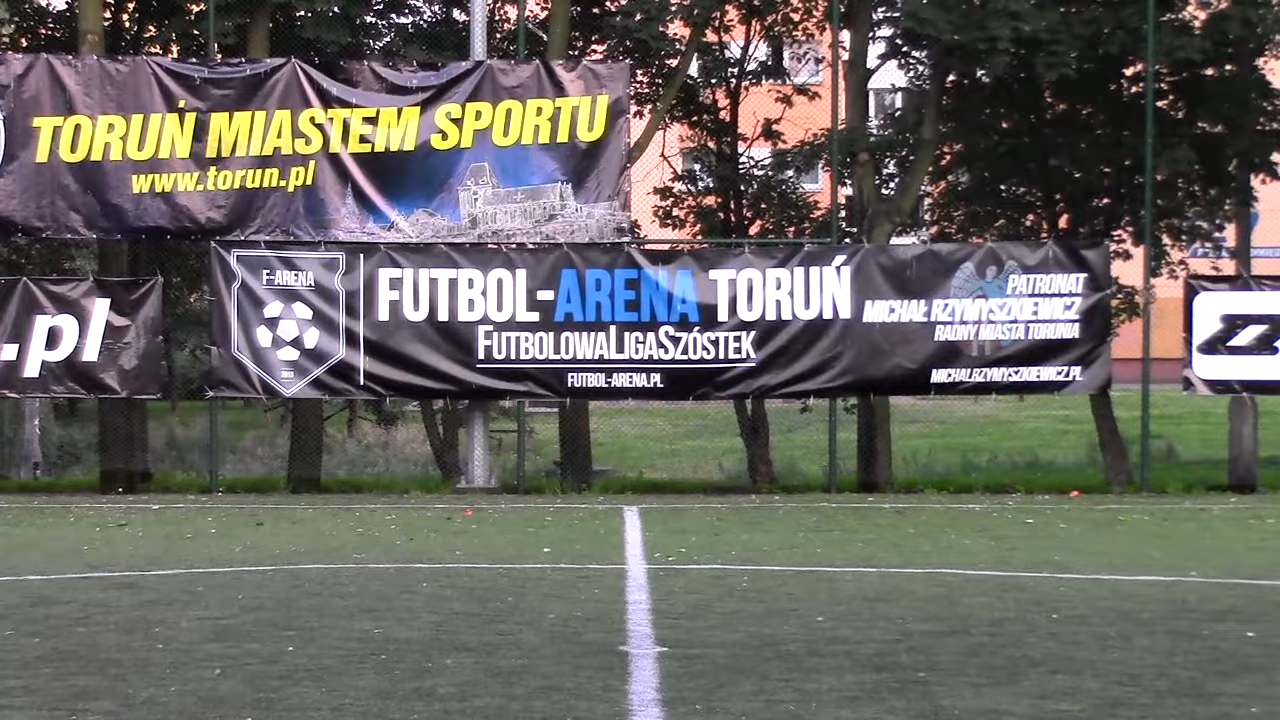 TORUŃ MIASTEM SPORTU
www.torun.pl
.pl
F-ARENA
2013
FUTBOL-ARENA TORUŃ
FUTBOLOWALIGASZÓSTEK
FUTBOL-ARENA.PL
PATRONAT
MICHAŁ RZYMYSZKIEWICZ
RADNY MIASTA TORUNIA
MICHALRZYMYSZKIEWICZ.PL